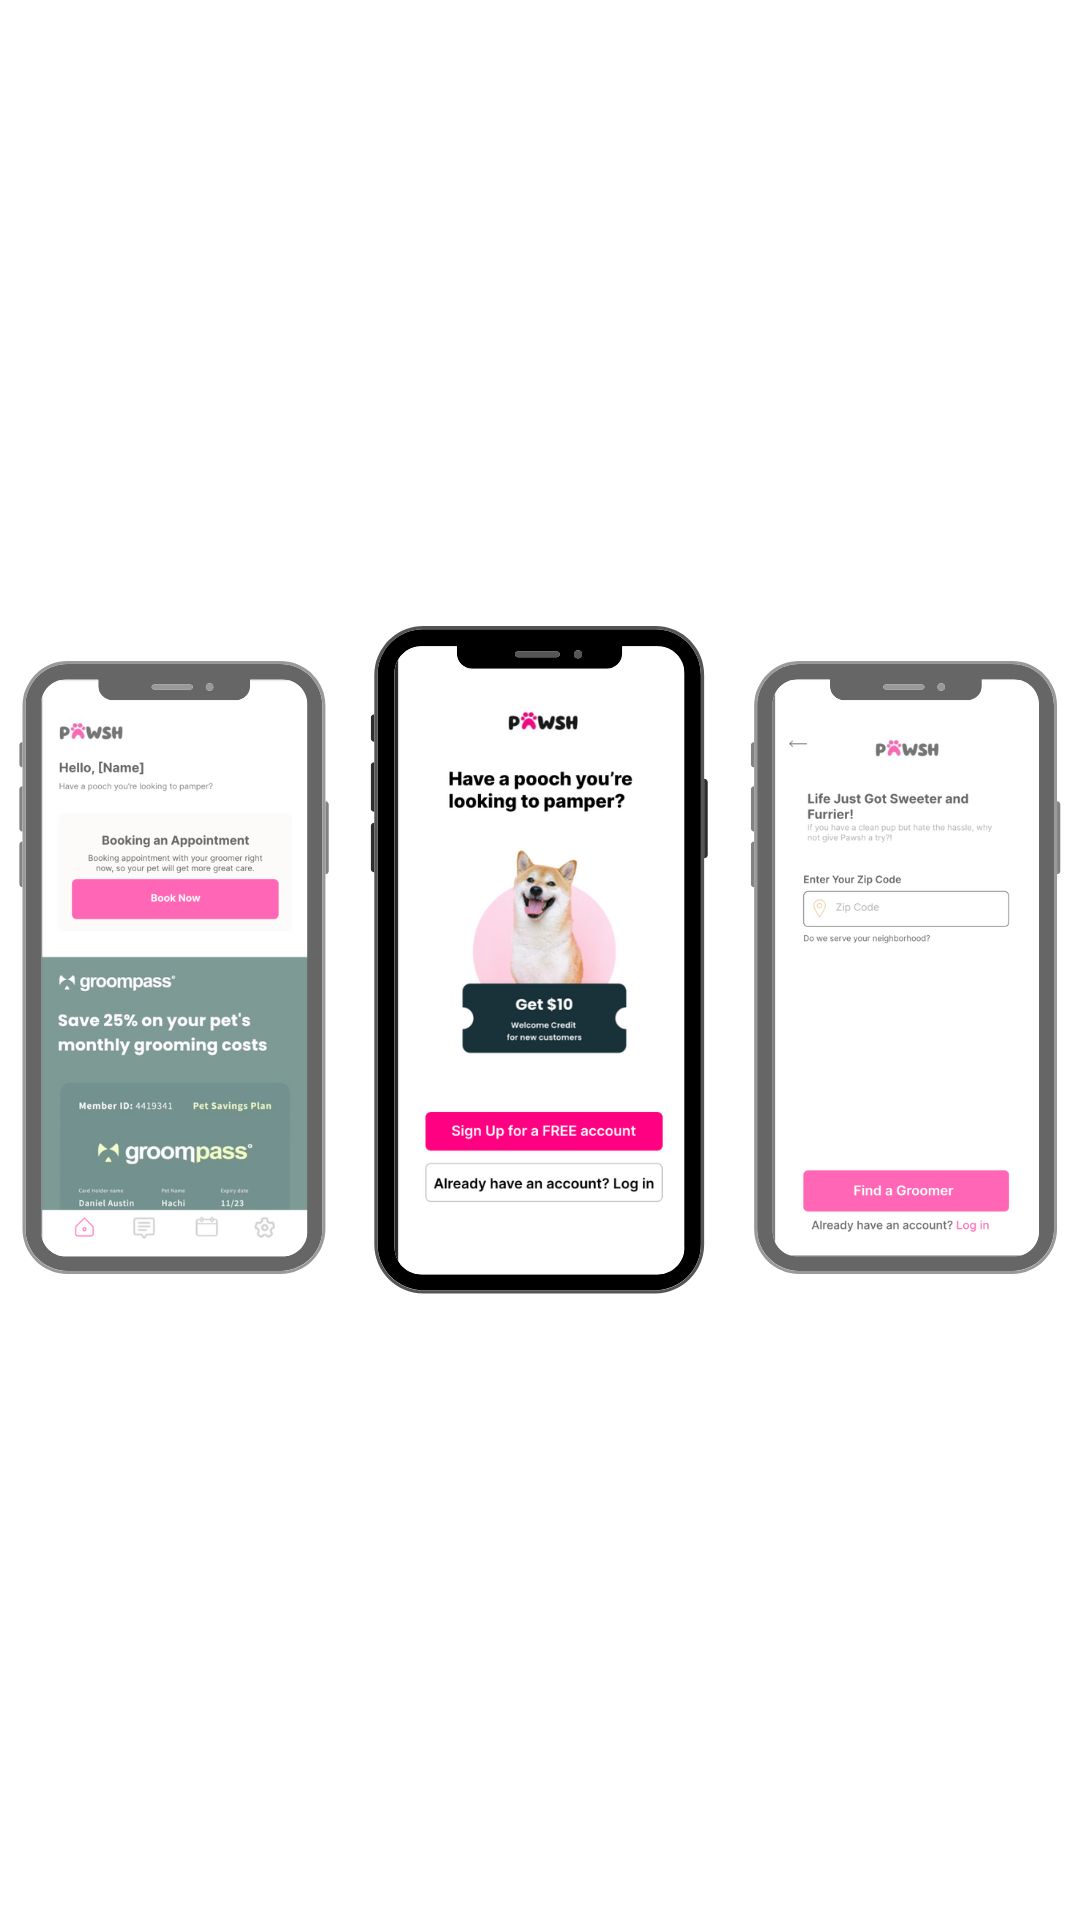 PAWSH
Hello, [Name]
Have a pooch you're looking to pamper?
Booking an Appointment
Booking appointment with your groomer right
now, so your pet will get more great care.
Book Now
groompass®
Save 25% on your pet's
monthly grooming costs
Member ID: 4419341 Pet Savings Plan
groompass®
Card Holder name Pet Name Expiry date
Daniel Austin Hachi 11/23
PAWSH
Have a pooch you're
looking to pamper?
Get $10
Welcome Credit
for new customers
Sign Up for a FREE account
Already have an account? Log in
PAWSH
Life Just Got Sweeter and
Furrier!
If you have a clean pup but hate the hassle, why
not give Pawsh a try?!
Enter Your Zip Code
Zip Code
Do we serve your neighborhood?
Find a Groomer
Already have an account? Log in